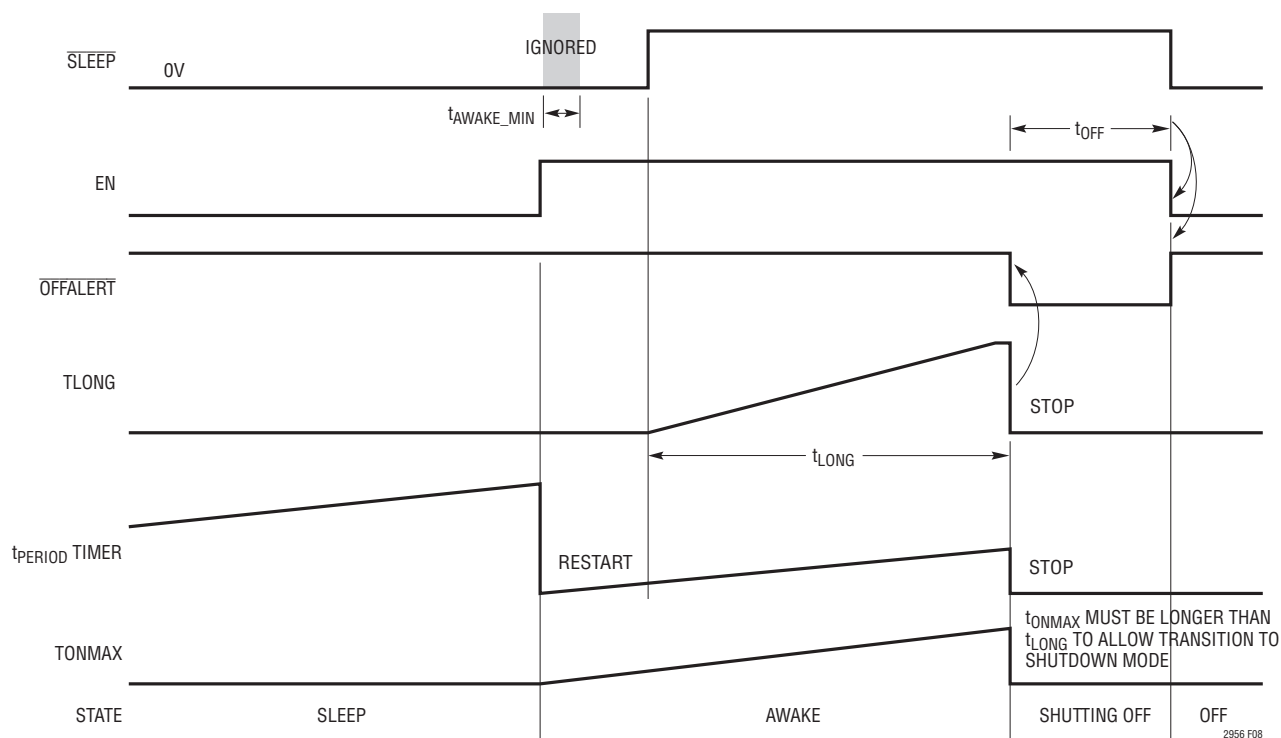 IGNORED
SLEEP
0V
tAWAKE_MIN
tOFF
EN
OFFALERT
TLONG
STOP
tLONG
tPERIOD TIMER
RESTART
STOP
tONMAX MUST BE LONGER THAN
tLONG TO ALLOW TRANSITION TO
SHUTDOWN MODE
TONMAX
STATE
SLEEP
AWAKE
SHUTTING OFF
OFF
2956 F08